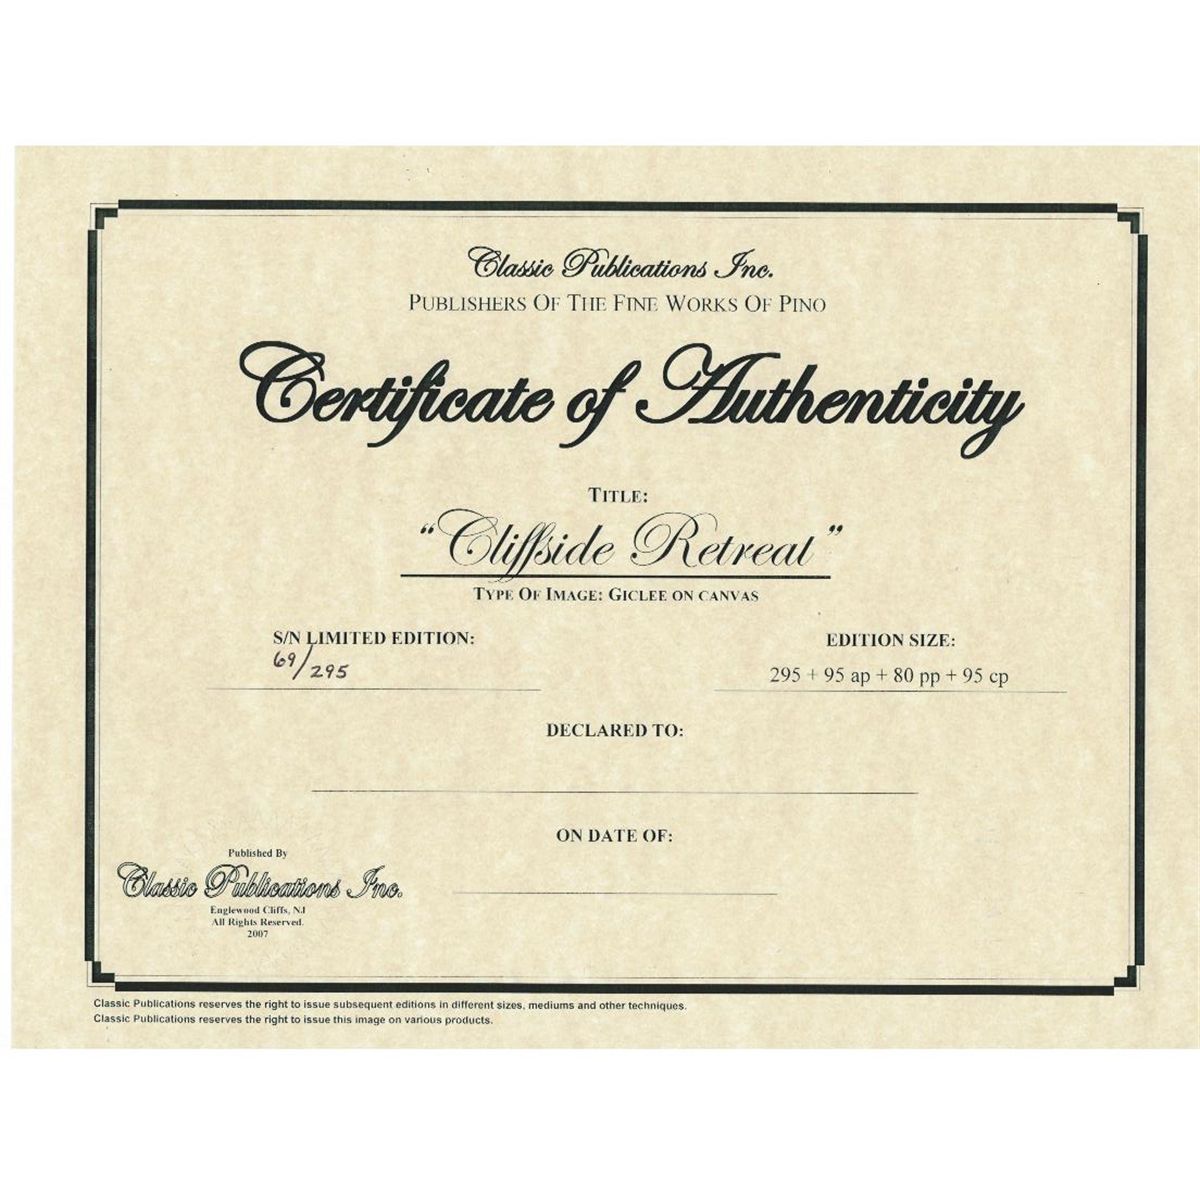 Classic Publications Inc.
PUBLISHERS OF THE FINE WORKS OF PINO
Certificate of Authenticity
TITLE:
“Cliffside Retreat”
TYPE OF IMAGE: GICLEE ON CANVAS
S/N LIMITED EDITION:
69/295
EDITION SIZE:
295 + 95 ap + 80 pp + 95 cp
DECLARED TO:
ON DATE OF:
Published By
Classic Publications Inc.
Englewood Cliffs, NJ
All Rights Reserved.
2007
Classic Publications reserves the right to issue subsequent editions in different sizes, mediums and other techniques.
Classic Publications reserves the right to issue this image on various products.